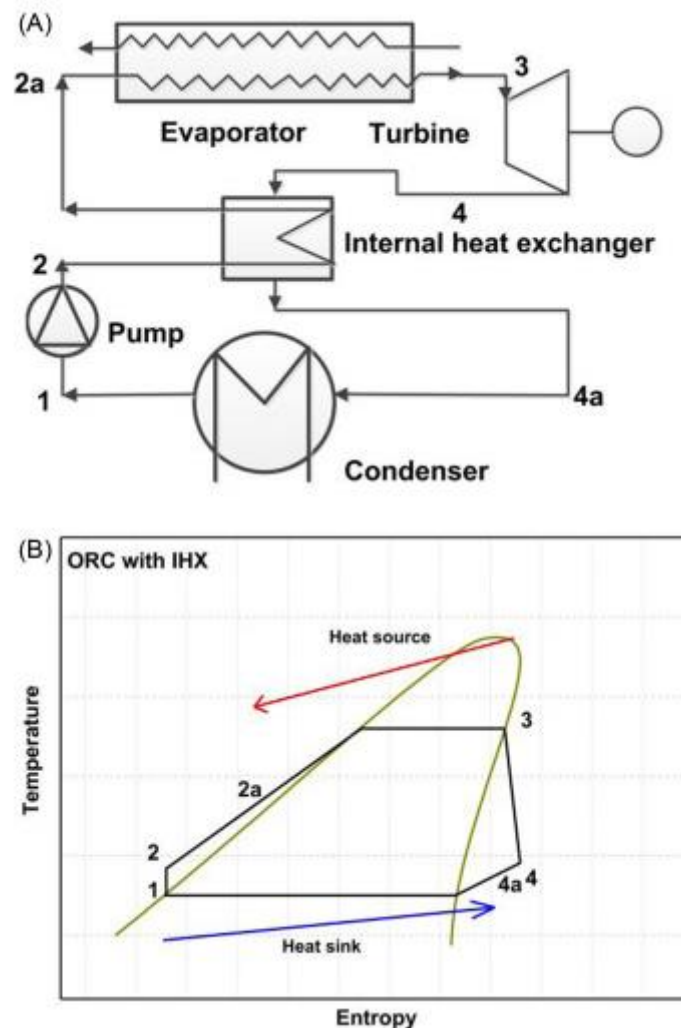 (A)
2a
3
Evaporator
Turbine
4
Internal heat exchanger
2
Pump
1
4a
Condenser
(B)
ORC with IHX
Heat source
3
2a
2
1
4a 4
Heat sink
Temperature
Entropy